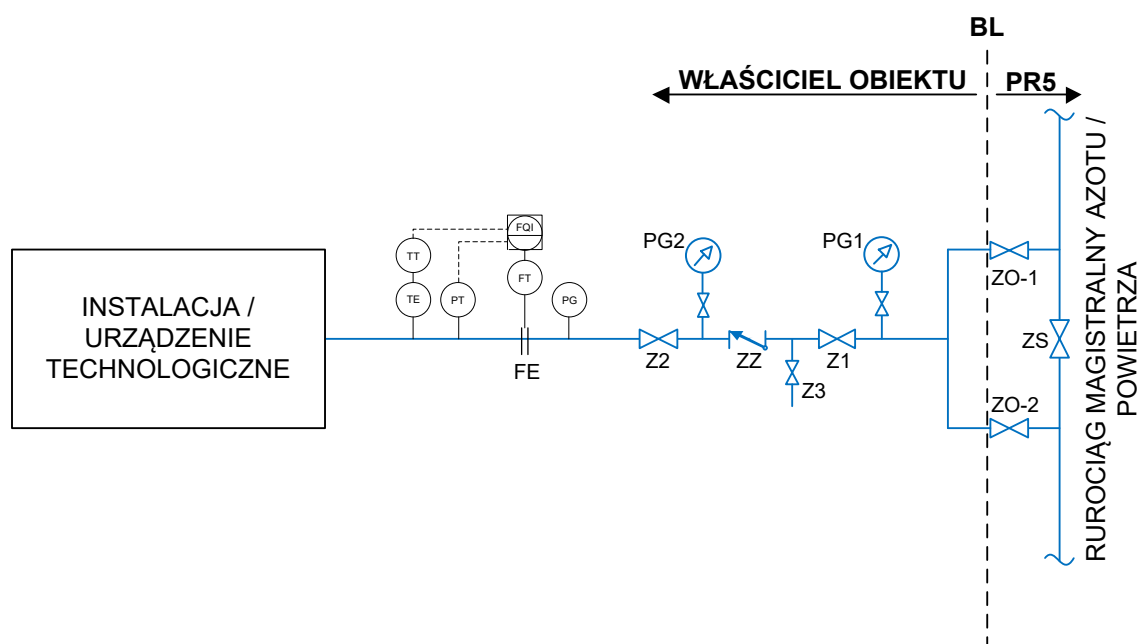 BL
WŁAŚCICIEL OBIEKTU
PR5
RUROCIĄG MAGISTRALNY AZOTU /
POWIETRZA
FQI
TT
FT
TE
PT
PG
FE
PG2
PG1
ZO-1
INSTALACJA /
URZĄDZENIE
TECHNOLOGICZNE
Z2
ZZ
Z1
Z3
ZS
ZO-2